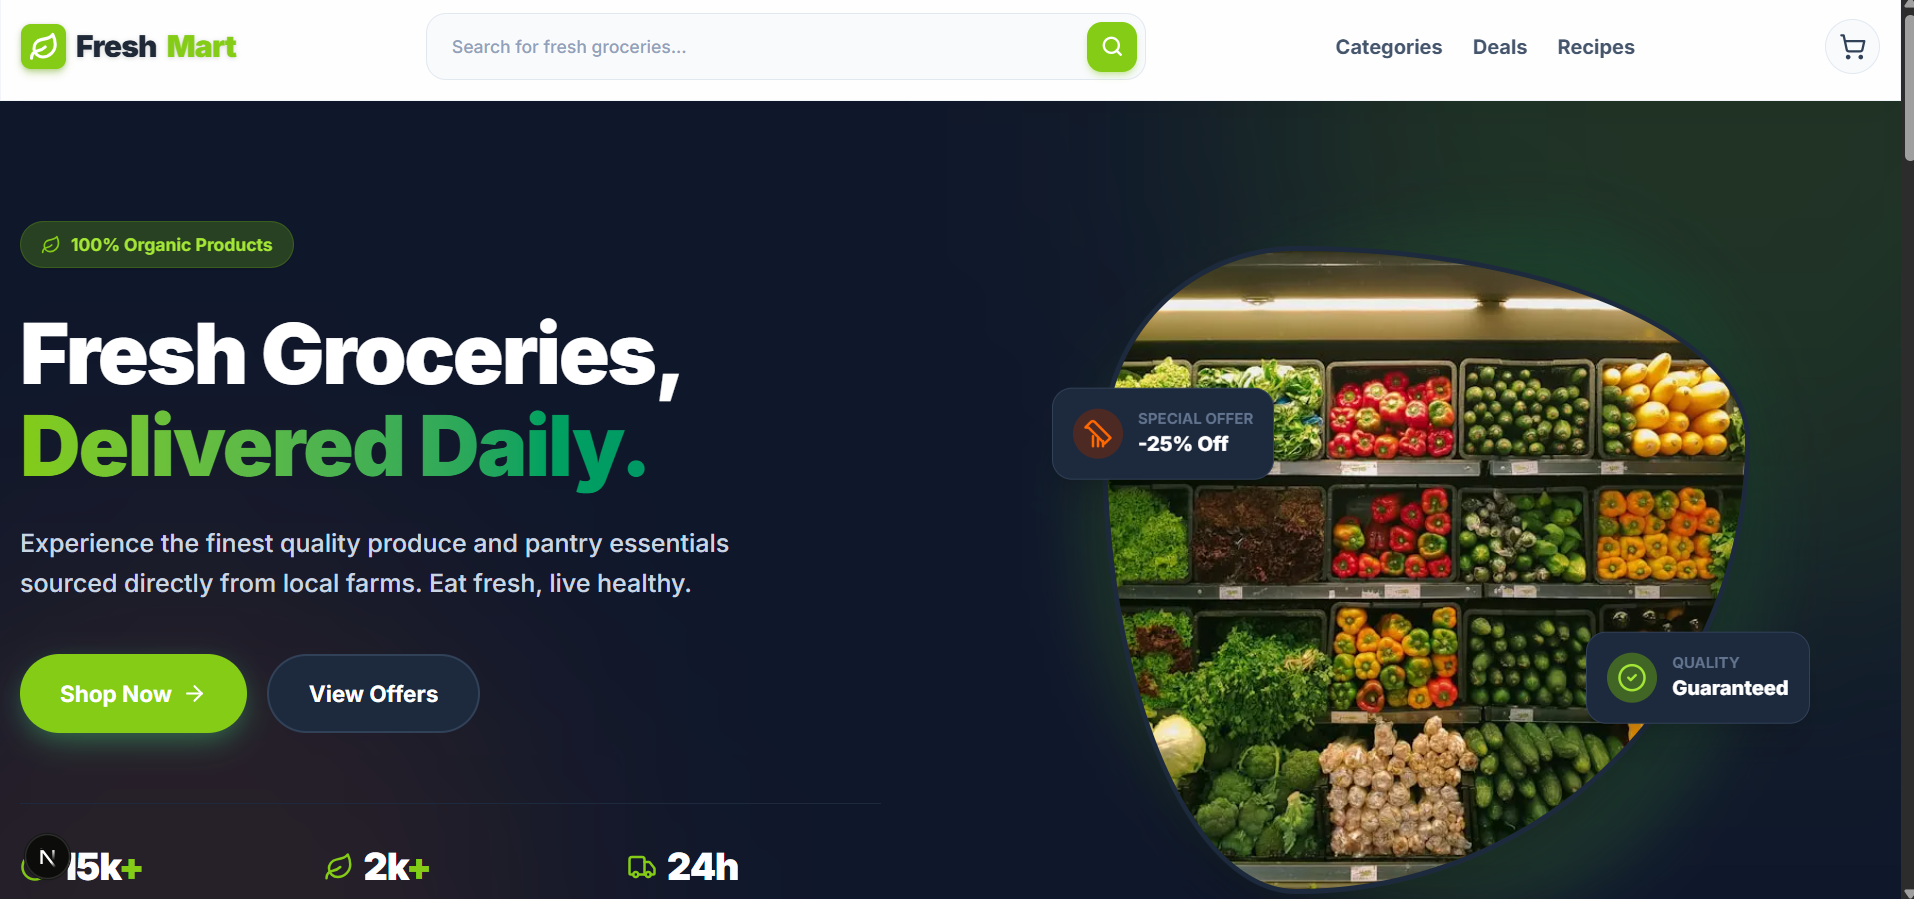 Fresh Mart
Search for fresh groceries...
Categories
Deals
Recipes
100% Organic Products
Fresh Groceries,
Delivered Daily.
Experience the finest quality produce and pantry essentials
sourced directly from local farms. Eat fresh, live healthy.
Shop Now
View Offers
SPECIAL OFFER
-25% Off
QUALITY
Guaranteed
N
15k+
2k+
24h